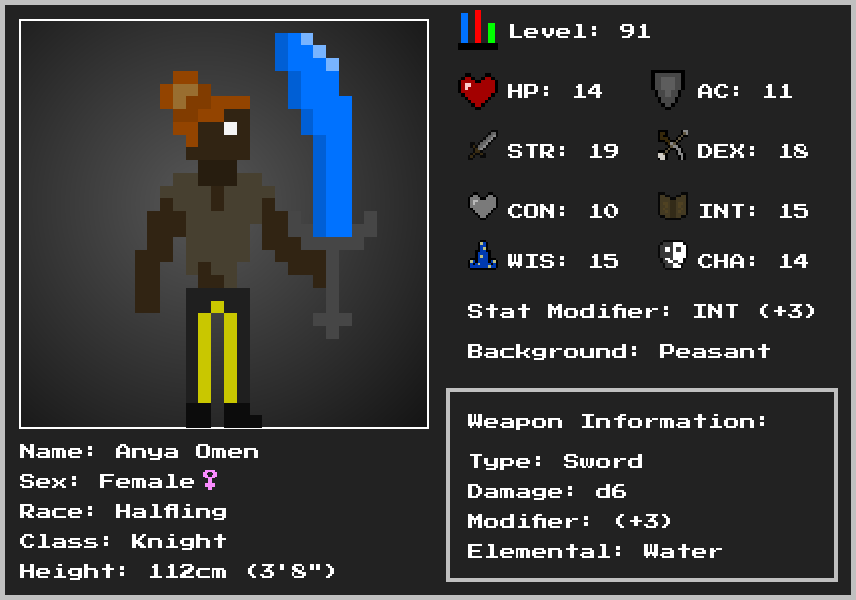 Level: 91
HP: 14 AC: 11
STR: 19 DEX: 18
CON: 10 INT: 15
WIS: 15 CHA: 14
Stat Modifier: INT (+3)
Background: Peasant
Weapon Information:
Type: Sword
Damage: d6
Modifier: (+3)
Elemental: Water
Name: Anya Omen
Sex: Female♀
Race: Halfling
Class: Knight
Height: 112cm (3'8")